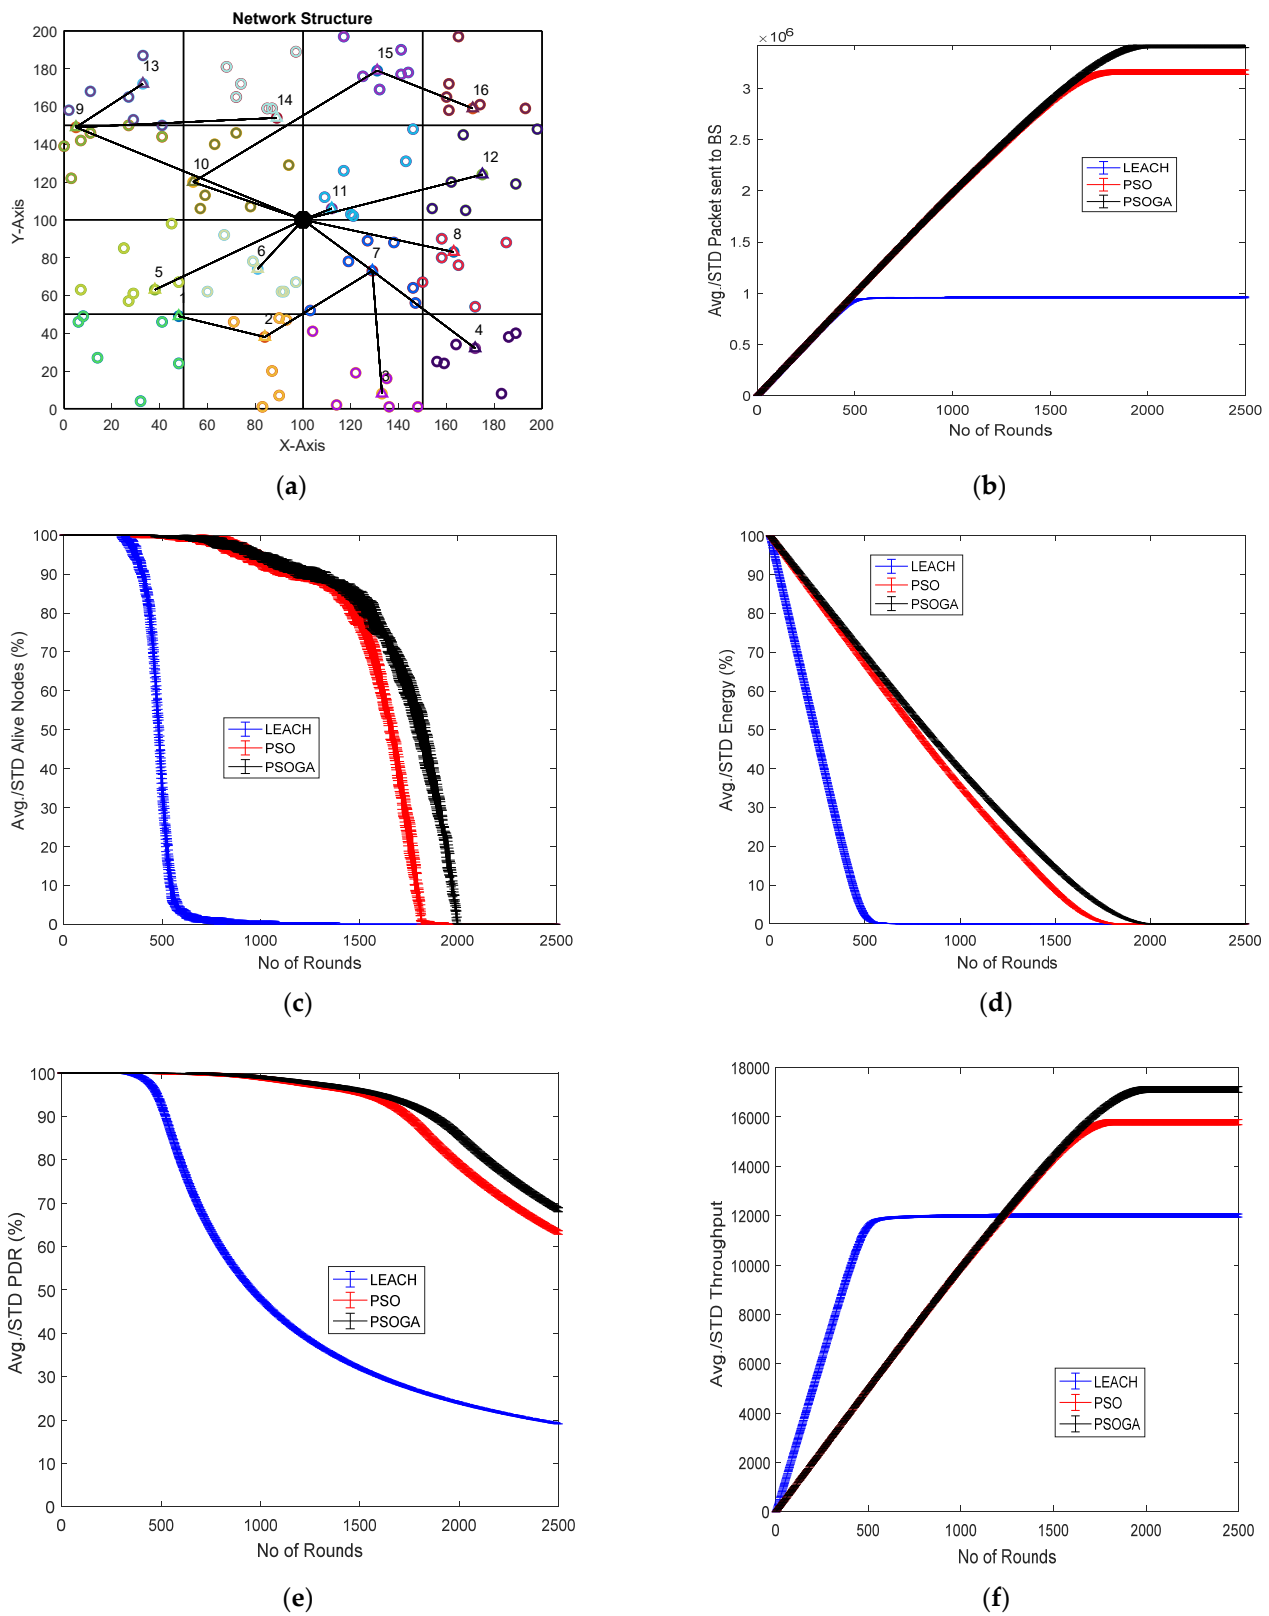 Network Structure
200
180
160
140
120
100
80
60
40
20
0
Y-Axis
13
9
14
15
16
10
11
12
5
6
7
8
1
2
3
4
0 20 40 60 80 100 120 140 160 180 200
X-Axis
(a)
×10⁶
3
2.5
2
1.5
1
0.5
0
Avg./STD Packet sent to BS
LEACH
PSO
PSOGA
0 500 1000 1500 2000 2500
No of Rounds
(b)
100
90
80
70
60
50
40
30
20
10
0
Avg./STD Alive Nodes (%)
LEACH
PSO
PSOGA
0 500 1000 1500 2000 2500
No of Rounds
(c)
100
90
80
70
60
50
40
30
20
10
0
Avg./STD Energy (%)
LEACH
PSO
PSOGA
0 500 1000 1500 2000 2500
No of Rounds
(d)
100
90
80
70
60
50
40
30
20
10
0
Avg./STD PDR (%)
LEACH
PSO
PSOGA
0 500 1000 1500 2000 2500
No of Rounds
(e)
18000
16000
14000
12000
10000
8000
6000
4000
2000
0
Avg./STD Throughput
LEACH
PSO
PSOGA
0 500 1000 1500 2000 2500
No of Rounds
(f)